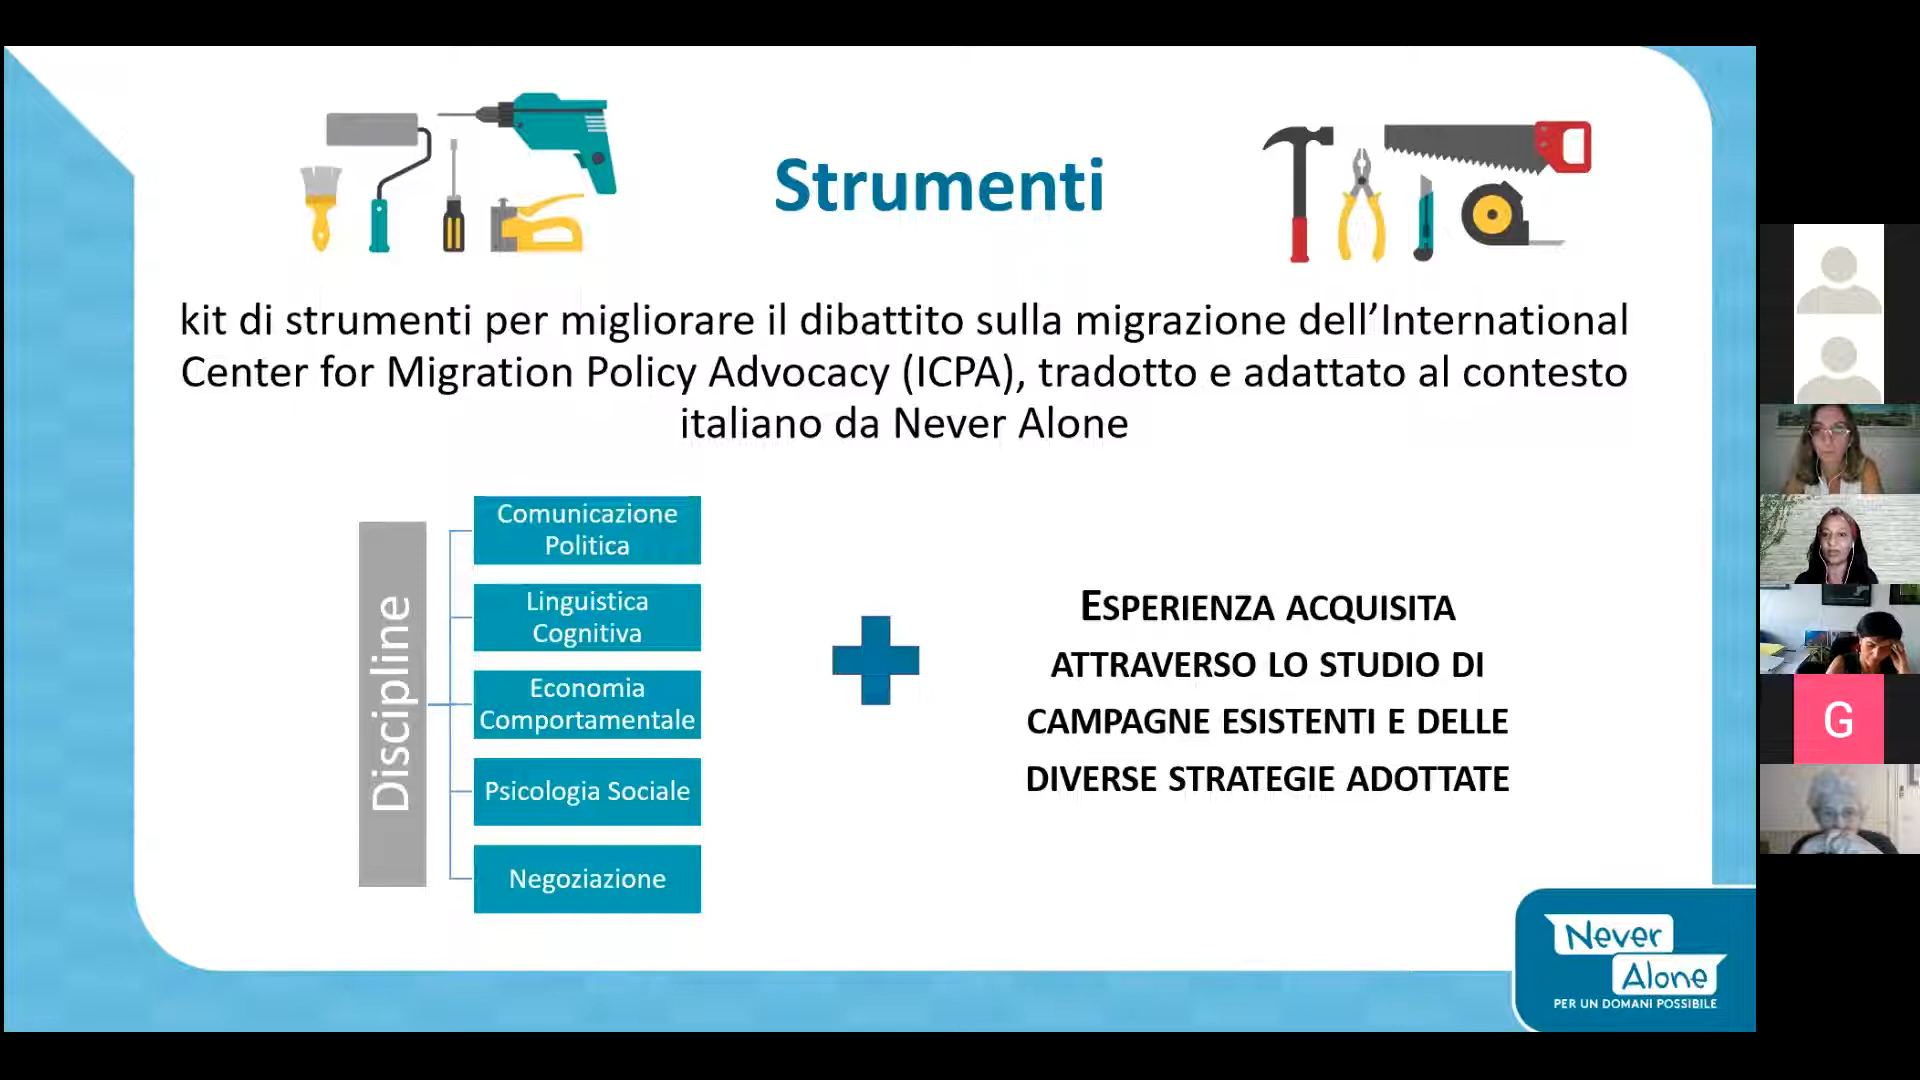 Strumenti
kit di strumenti per migliorare il dibattito sulla migrazione dell’International
Center for Migration Policy Advocacy (ICPA), tradotto e adattato al contesto
italiano da Never Alone
Discipline
Comunicazione
Politica
Linguistica
Cognitiva
Economia
Comportamentale
Psicologia Sociale
Negoziazione
ESPERIENZA ACQUISITA
ATTRAVERSO LO STUDIO DI
CAMPAGNE ESISTENTI E DELLE
DIVERSE STRATEGIE ADOTTATE
G
Never
Alone
PER UN DOMANI POSSIBILE